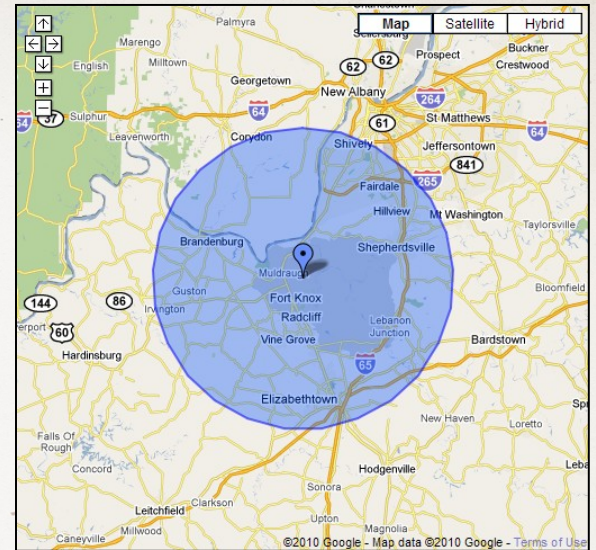 Charlestown
Palmyra
Map Satellite Hybrid
Sellersburg
Marengo
Milltown
English
62 62
Prospect
Buckner
Crestwood
Georgetown
New Albany
264
37
64
Sulphur
64
St Matthews
61
64
Leavenworth
Corydon
Shively
Jeffersontown
841
265
Fairdale
Hillview
Mt Washington
Taylorsville
Brandenburg
Shepherdsville
Muldraugh
Guston
Fort Knox
Bloomfield
144
86
Irvington
Radcliff
Lebanon
Junction
60
Vine Grove
Bardstown
Hardinsburg
65
Elizabethtown
New Haven
Loretto
Falls Of
Rough
Concord
Hodgenville
Sonora
Clarkson
Leitchfield
Upton
Millwood
Magnolia
Caneyville
©2010 Google - Map data ©2010 Google - Terms of Use